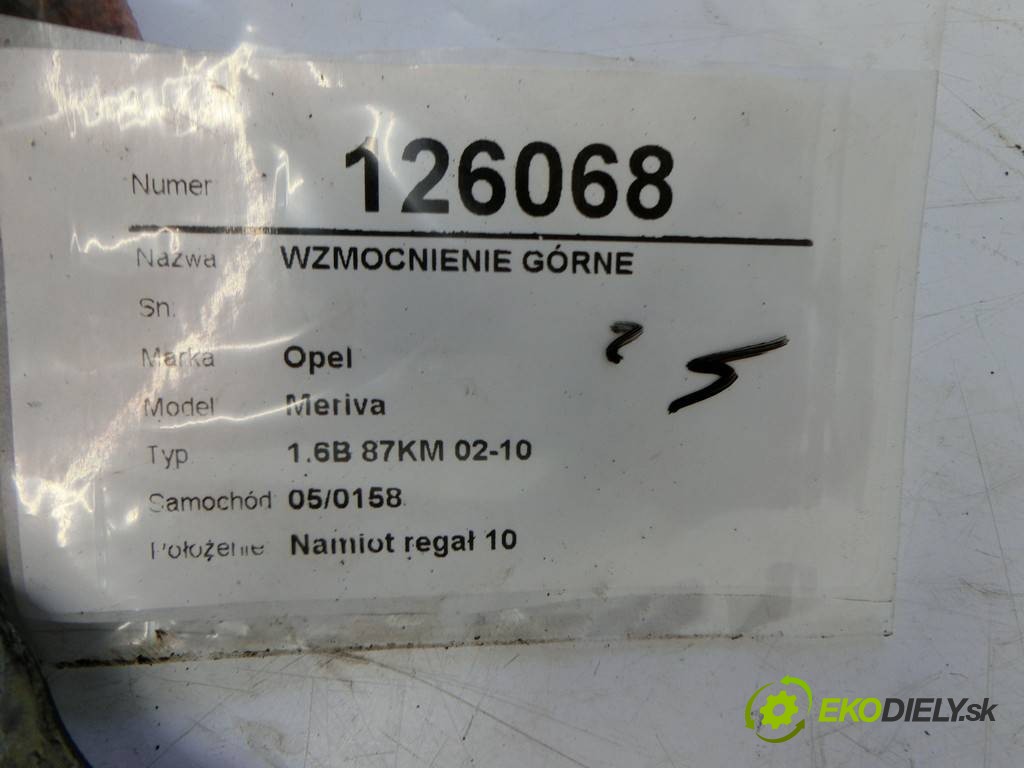 Numer 126068
Nazwa WZMOCNIENIE GÓRNE
Sn.
Marka Opel
Model Meriva
Typ 1.6B 87KM 02-10
Samochód 05/0158
Położenie Namiot regał 10
EKODIELY.sk